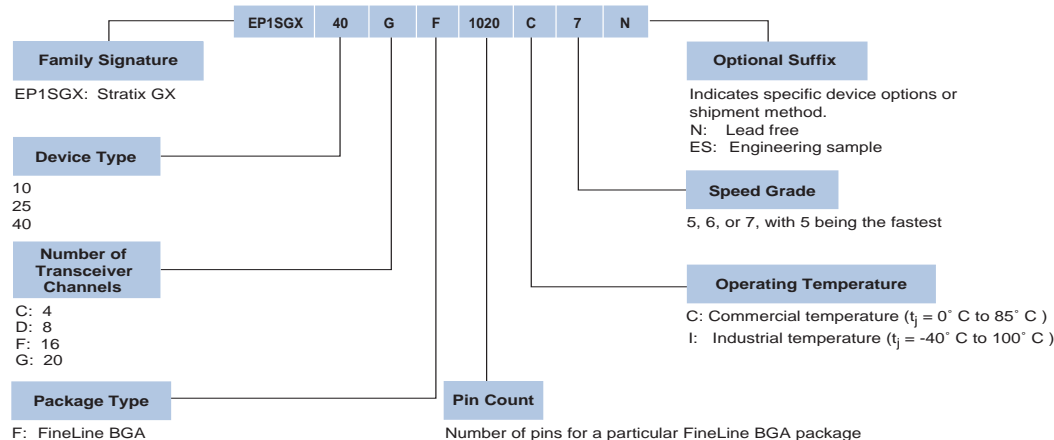 EP1SGX 40 G F 1020 C 7 N
Family Signature
EP1SGX: Stratix GX
Device Type
10
25
40
Number of
Transceiver
Channels
C: 4
D: 8
F: 16
G: 20
Package Type
F: FineLine BGA
Optional Suffix
Indicates specific device options or
shipment method.
N: Lead free
ES: Engineering sample
Speed Grade
5, 6, or 7, with 5 being the fastest
Operating Temperature
C: Commercial temperature (tj = 0˚ C to 85˚ C )
I: Industrial temperature (tj = -40˚ C to 100˚ C )
Pin Count
Number of pins for a particular FineLine BGA package